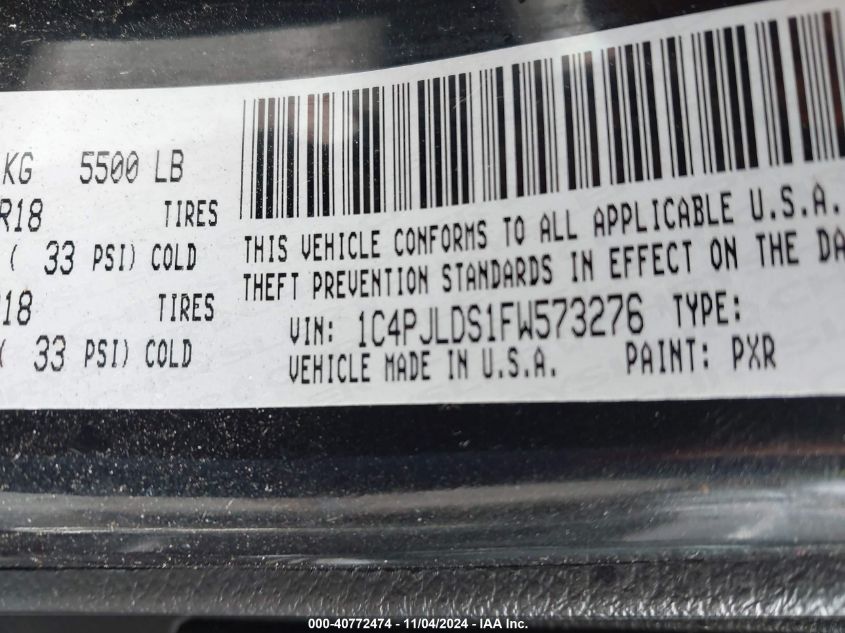 KG 5500 LB
R18 TIRES
( 33 PSI) COLD
18 TIRES
( 33 PSI) COLD
THIS VEHICLE CONFORMS TO ALL APPLICABLE U.S.A.
THEFT PREVENTION STANDARDS IN EFFECT ON THE DA
VIN: 1C4PJLDS1FW573276 TYPE:
VEHICLE MADE IN U.S.A. PAINT: PXR
000-40772474 - 11/04/2024 - IAA Inc.